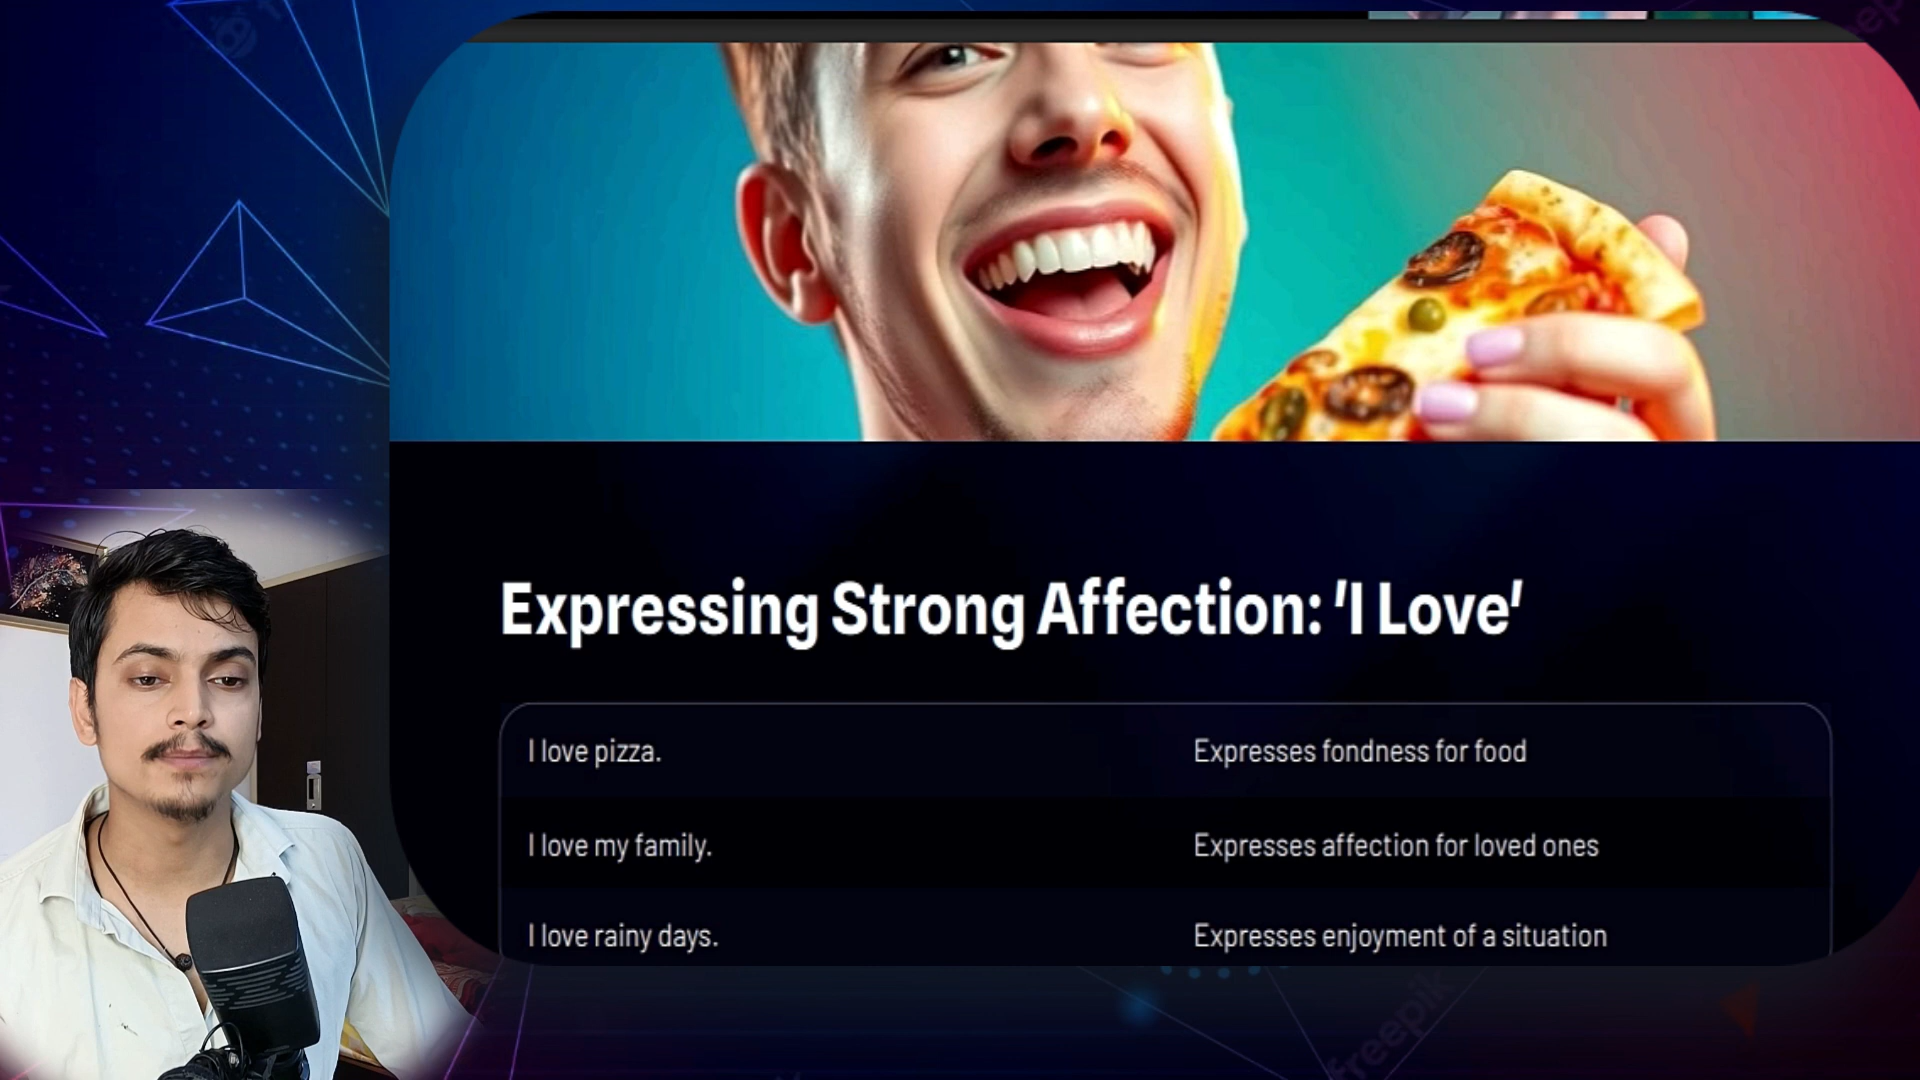 Expressing Strong Affection: 'I Love'
I love pizza. Expresses fondness for food
I love my family. Expresses affection for loved ones
I love rainy days. Expresses enjoyment of a situation
freepik